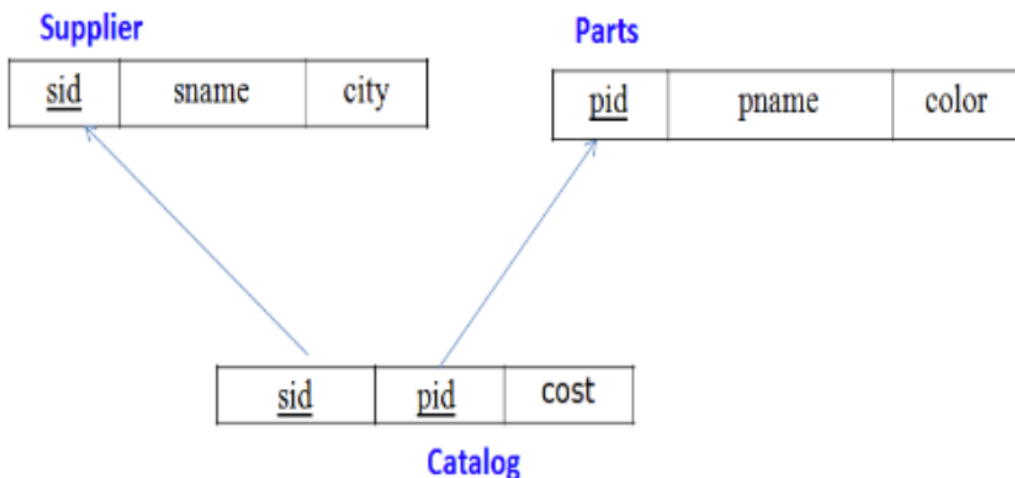 Supplier
Parts
sid sname city
pid pname color
sid pid cost
Catalog